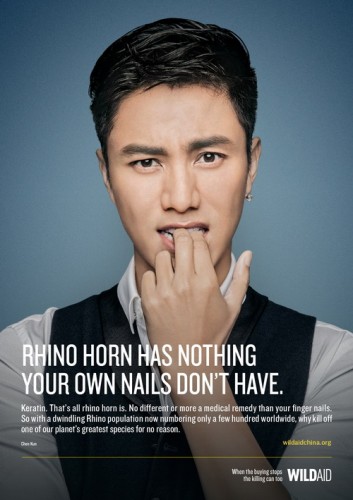 RHINO HORN HAS NOTHING
YOUR OWN NAILS DON'T HAVE.
Keratin. That's all rhino horn is. No different or more a medical remedy than your finger nails.
So with a dwindling Rhino population now numbering only a few hundred worldwide, why kill off
one of our planet's greatest species for no reason.
Chen Kun
wildaidchina.org
When the buying stops
the killing can too
WILDAID